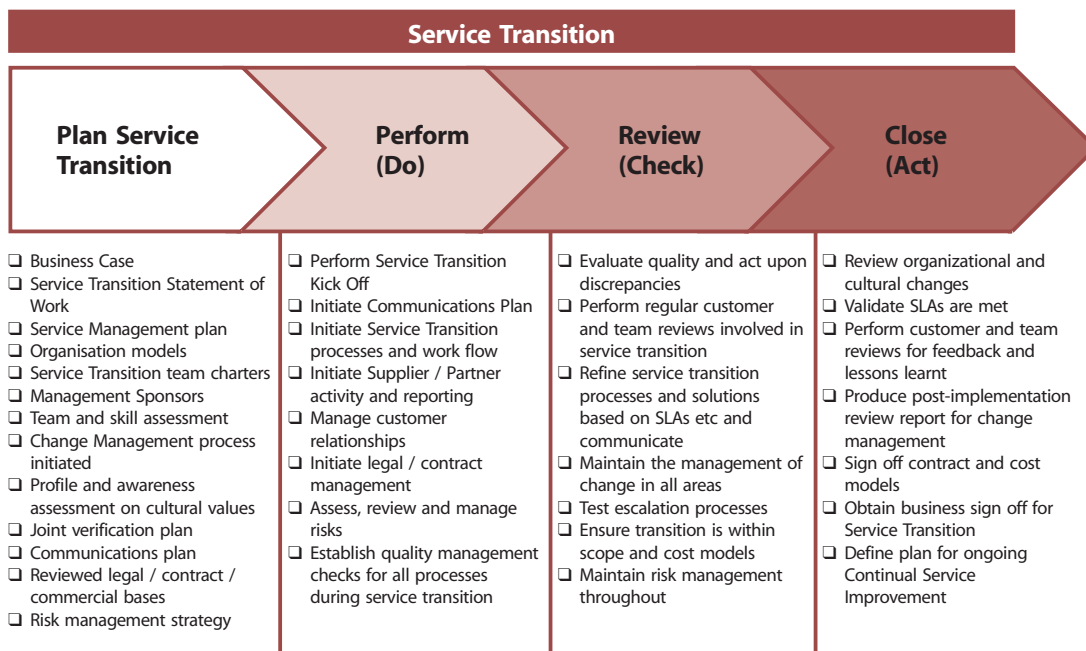 Service Transition
Plan Service
Transition
Perform
(Do)
Review
(Check)
Close
(Act)
❑ Business Case
❑ Service Transition Statement of
Work
❑ Service Management plan
❑ Organisation models
❑ Service Transition team charters
❑ Management Sponsors
❑ Team and skill assessment
❑ Change Management process
initiated
❑ Profile and awareness
assessment on cultural values
❑ Joint verification plan
❑ Communications plan
❑ Reviewed legal / contract /
commercial bases
❑ Risk management strategy
❑ Perform Service Transition
Kick Off
❑ Initiate Communications Plan
❑ Initiate Service Transition
processes and work flow
❑ Initiate Supplier / Partner
activity and reporting
❑ Manage customer
relationships
❑ Initiate legal / contract
management
❑ Assess, review and manage
risks
❑ Establish quality management
checks for all processes
during service transition
❑ Evaluate quality and act upon
discrepancies
❑ Perform regular customer
and team reviews involved in
service transition
❑ Refine service transition
processes and solutions
based on SLAs etc and
communicate
❑ Maintain the management of
change in all areas
❑ Test escalation processes
❑ Ensure transition is within
scope and cost models
❑ Maintain risk management
throughout
❑ Review organizational and
cultural changes
❑ Validate SLAs are met
❑ Perform customer and team
reviews for feedback and
lessons learnt
❑ Produce post-implementation
review report for change
management
❑ Sign off contract and cost
models
❑ Obtain business sign off for
Service Transition
❑ Define plan for ongoing
Continual Service
Improvement